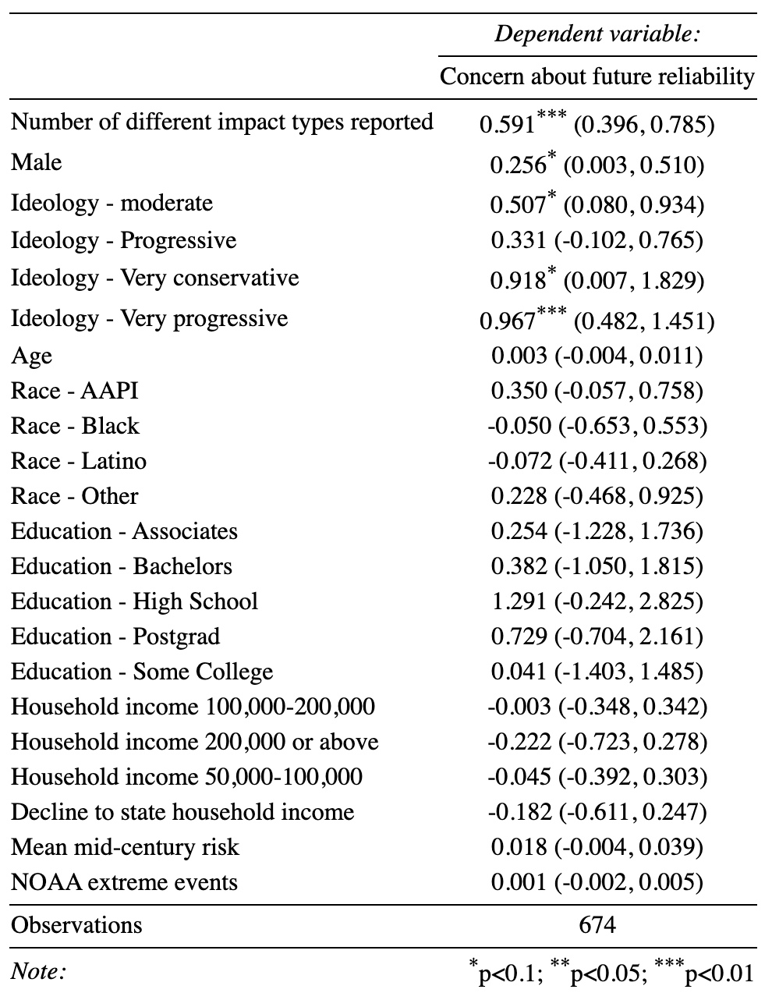 Dependent variable:
Concern about future reliability
Number of different impact types reported 0.591*** (0.396, 0.785)
Male 0.256* (0.003, 0.510)
Ideology - moderate 0.507* (0.080, 0.934)
Ideology - Progressive 0.331 (-0.102, 0.765)
Ideology - Very conservative 0.918* (0.007, 1.829)
Ideology - Very progressive 0.967*** (0.482, 1.451)
Age 0.003 (-0.004, 0.011)
Race - AAPI 0.350 (-0.057, 0.758)
Race - Black -0.050 (-0.653, 0.553)
Race - Latino -0.072 (-0.411, 0.268)
Race - Other 0.228 (-0.468, 0.925)
Education - Associates 0.254 (-1.228, 1.736)
Education - Bachelors 0.382 (-1.050, 1.815)
Education - High School 1.291 (-0.242, 2.825)
Education - Postgrad 0.729 (-0.704, 2.161)
Education - Some College 0.041 (-1.403, 1.485)
Household income 100,000-200,000 -0.003 (-0.348, 0.342)
Household income 200,000 or above -0.222 (-0.723, 0.278)
Household income 50,000-100,000 -0.045 (-0.392, 0.303)
Decline to state household income -0.182 (-0.611, 0.247)
Mean mid-century risk 0.018 (-0.004, 0.039)
NOAA extreme events 0.001 (-0.002, 0.005)
Observations 674
Note: *p<0.1; **p<0.05; ***p<0.01